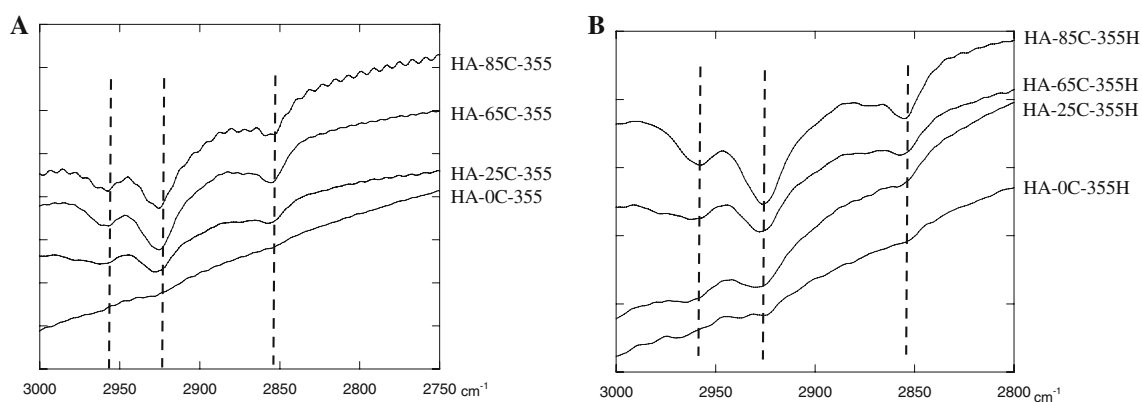 A
HA-85C-355
HA-65C-355
HA-25C-355
HA-0C-355
3000 2950 2900 2850 2800 2750 cm-1
B
HA-85C-355H
HA-65C-355H
HA-25C-355H
HA-0C-355H
3000 2950 2900 2850 2800 cm-1